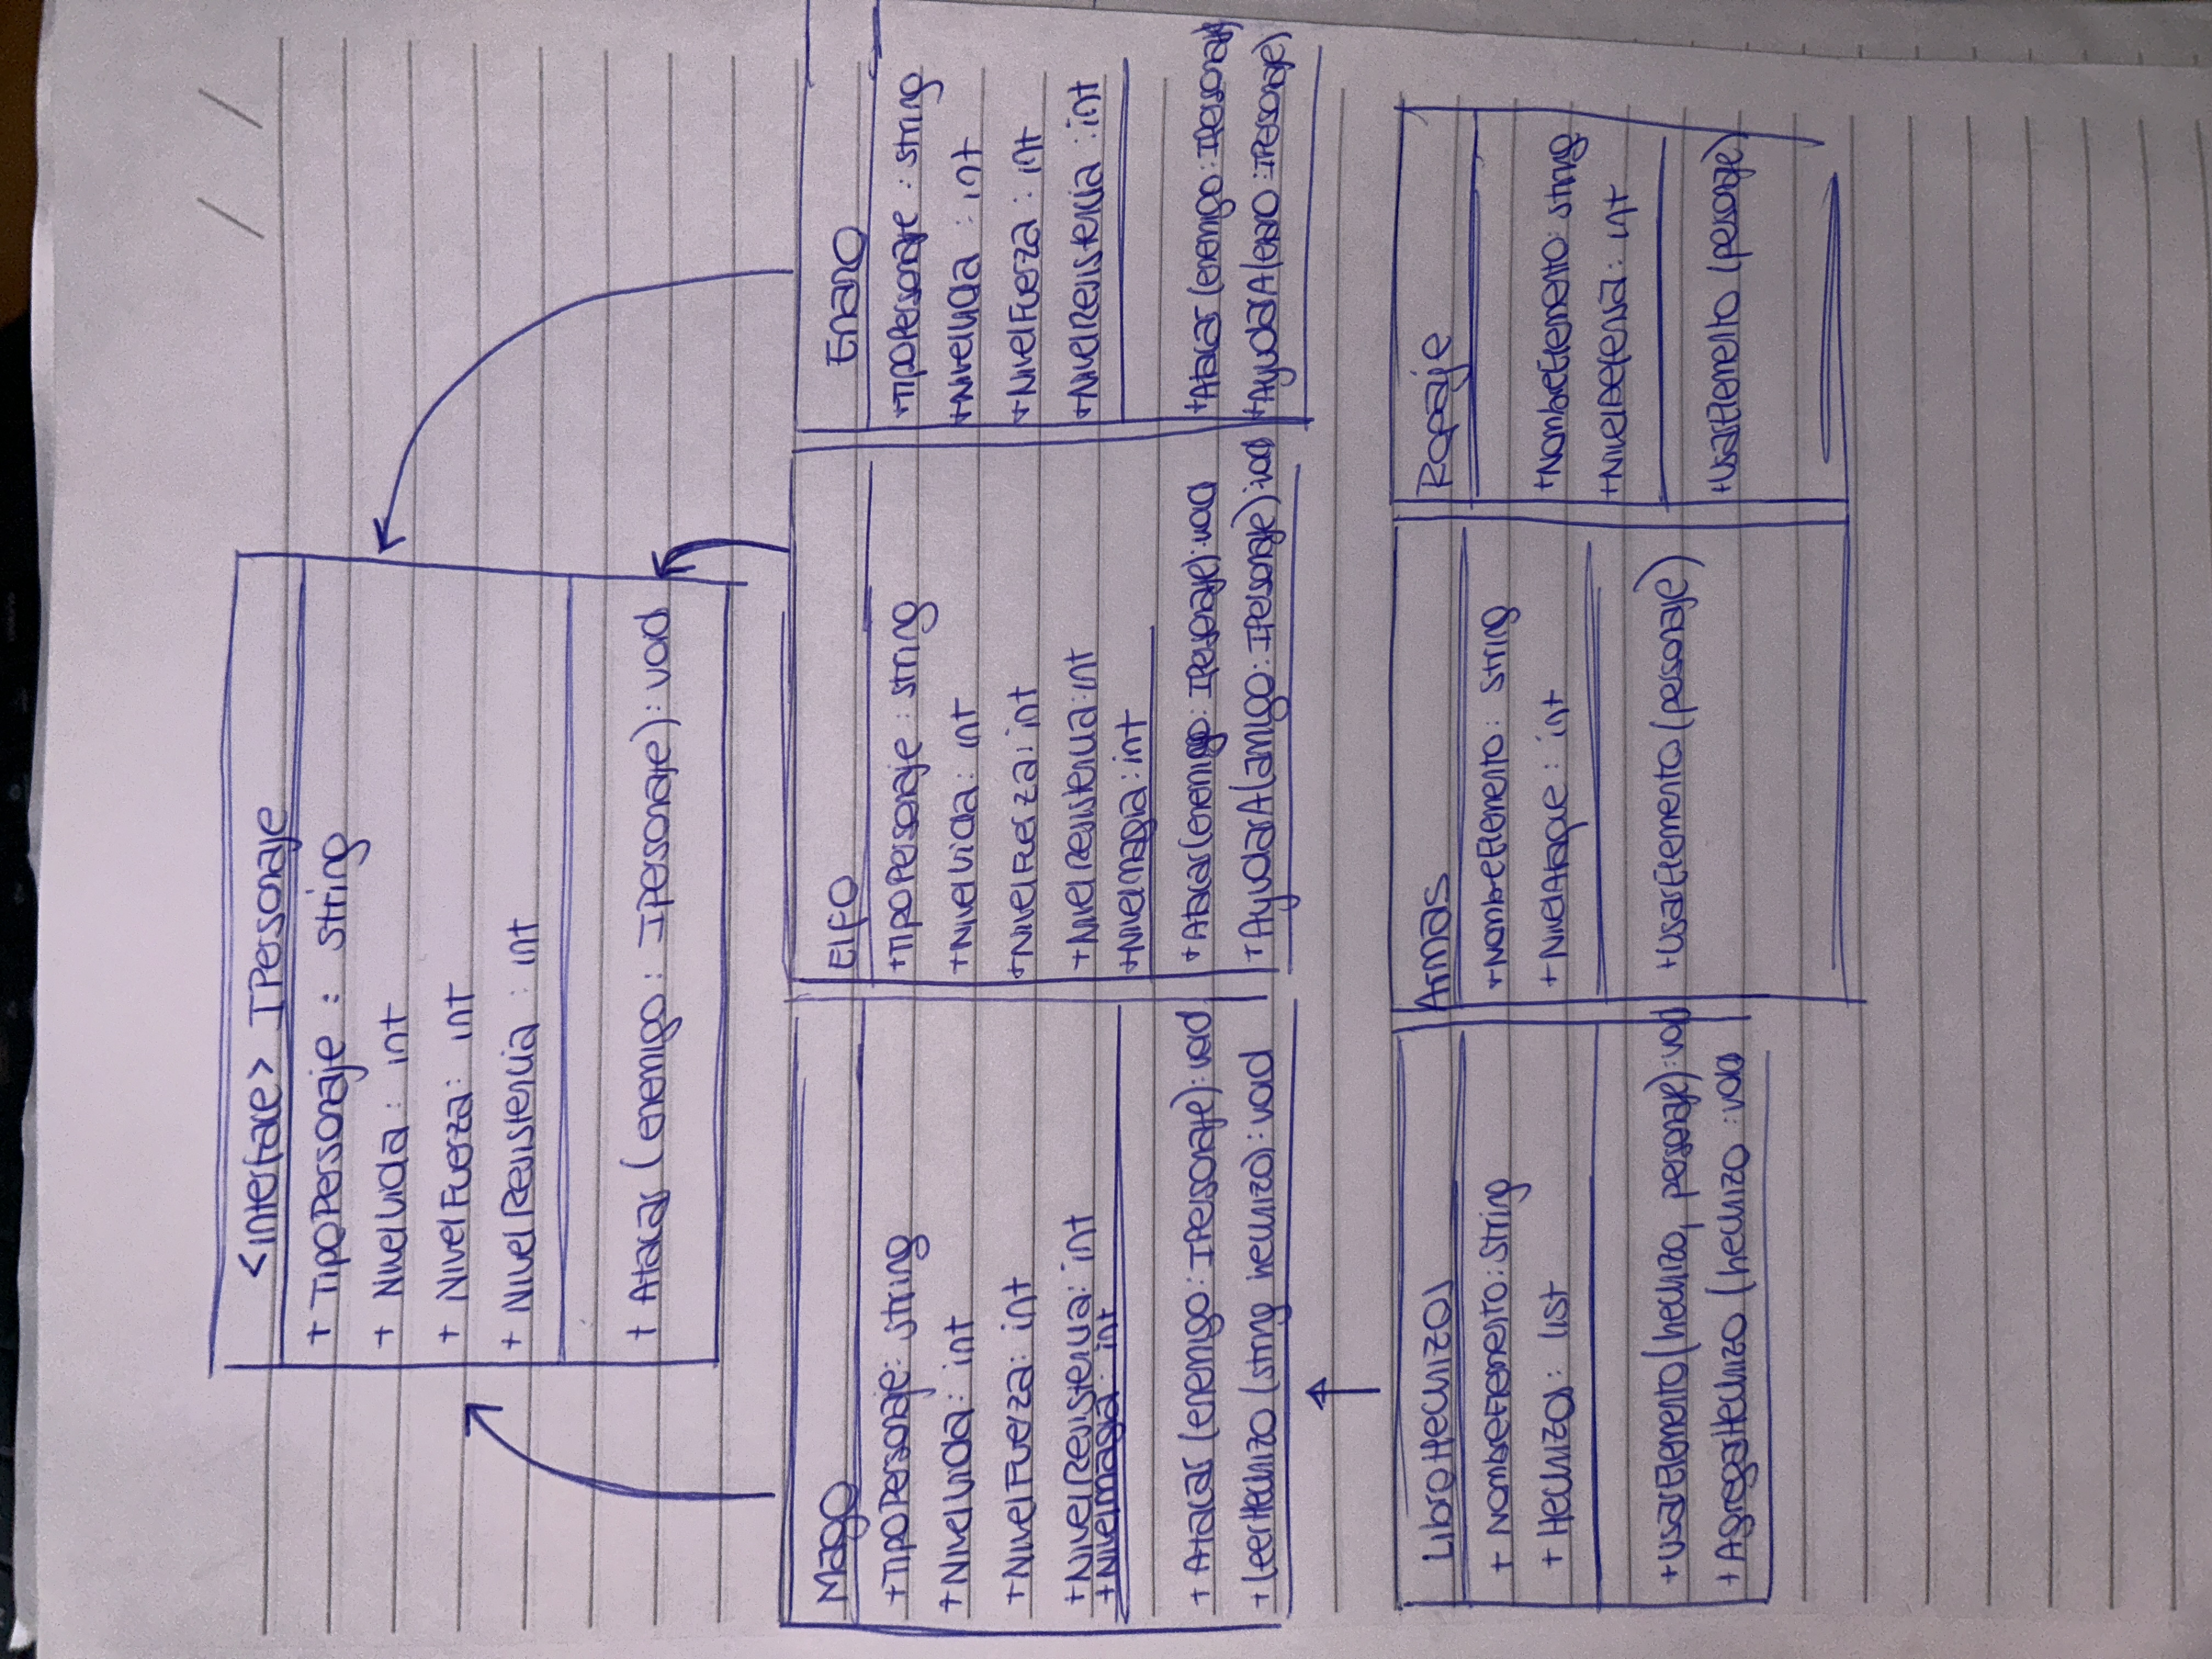 <interface> IPersonaje
+ TipoPersonaje : string
+ NivelVida : int
+ NivelFuerza : int
+ NivelResistencia : int
+ Atacar (enemigo : IPersonaje) : void
Mago
+TipoPersonaje: string
+NivelVida: int
+NivelFuerza: int
+NivelResistencia: int
+NivelMagia: int
+ Atacar (enemigo: IPersonaje): void
+LeerHechizo (string hechizo): void
Elfo
+TipoPersonaje : string
+NivelVida: int
+NivelFuerza: int
+NivelResistencia:int
+NivelMagia: int
+Atacar(enemigo: IPersonaje): void
+AyudarA(amigo: IPersonaje): void
Enano
+TipoPersonaje : string
+NivelVida : int
+NivelFuerza : int
+NivelResistencia : int
+Atacar (enemigo: IPersonaje)
+AyudarA( :IPersonaje)
LibroHechizos
+ NombreElemento: String
+ Hechizos: list
+UsarElemento(hechizo, personaje): void
+AgregarHechizo (hechizo : void
Armas
+NombreElemento: String
+NivelAtaque: int
+UsarElemento (personaje)
Ropaje
+NombreElemento: string
+NivelDefensa: int
+UsarElemento (personaje)